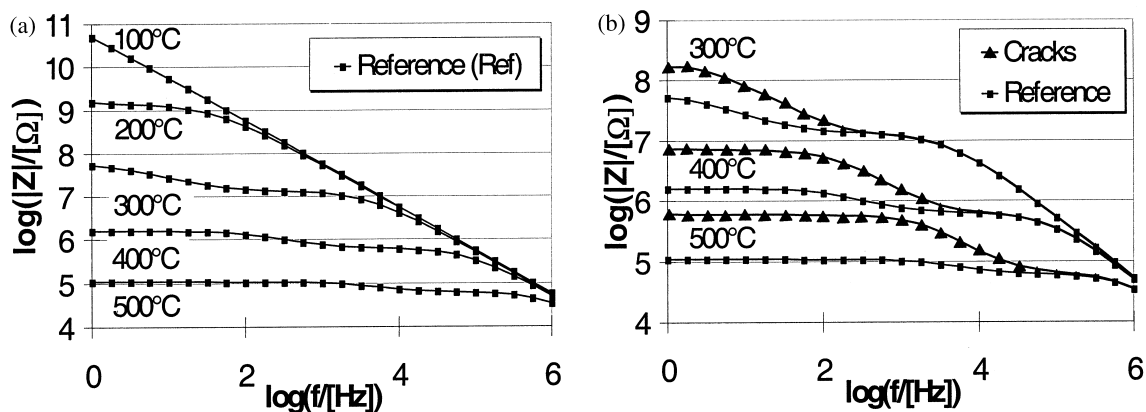 (a)
11
10
9
8
7
6
5
4
log(|Z|/[Ω])
100°C
200°C
300°C
400°C
500°C
Reference (Ref)
0
2
4
6
log(f/[Hz])
(b)
9
8
7
6
5
4
log(|Z|/[Ω])
300°C
400°C
500°C
Cracks
Reference
0
2
4
6
log(f/[Hz])